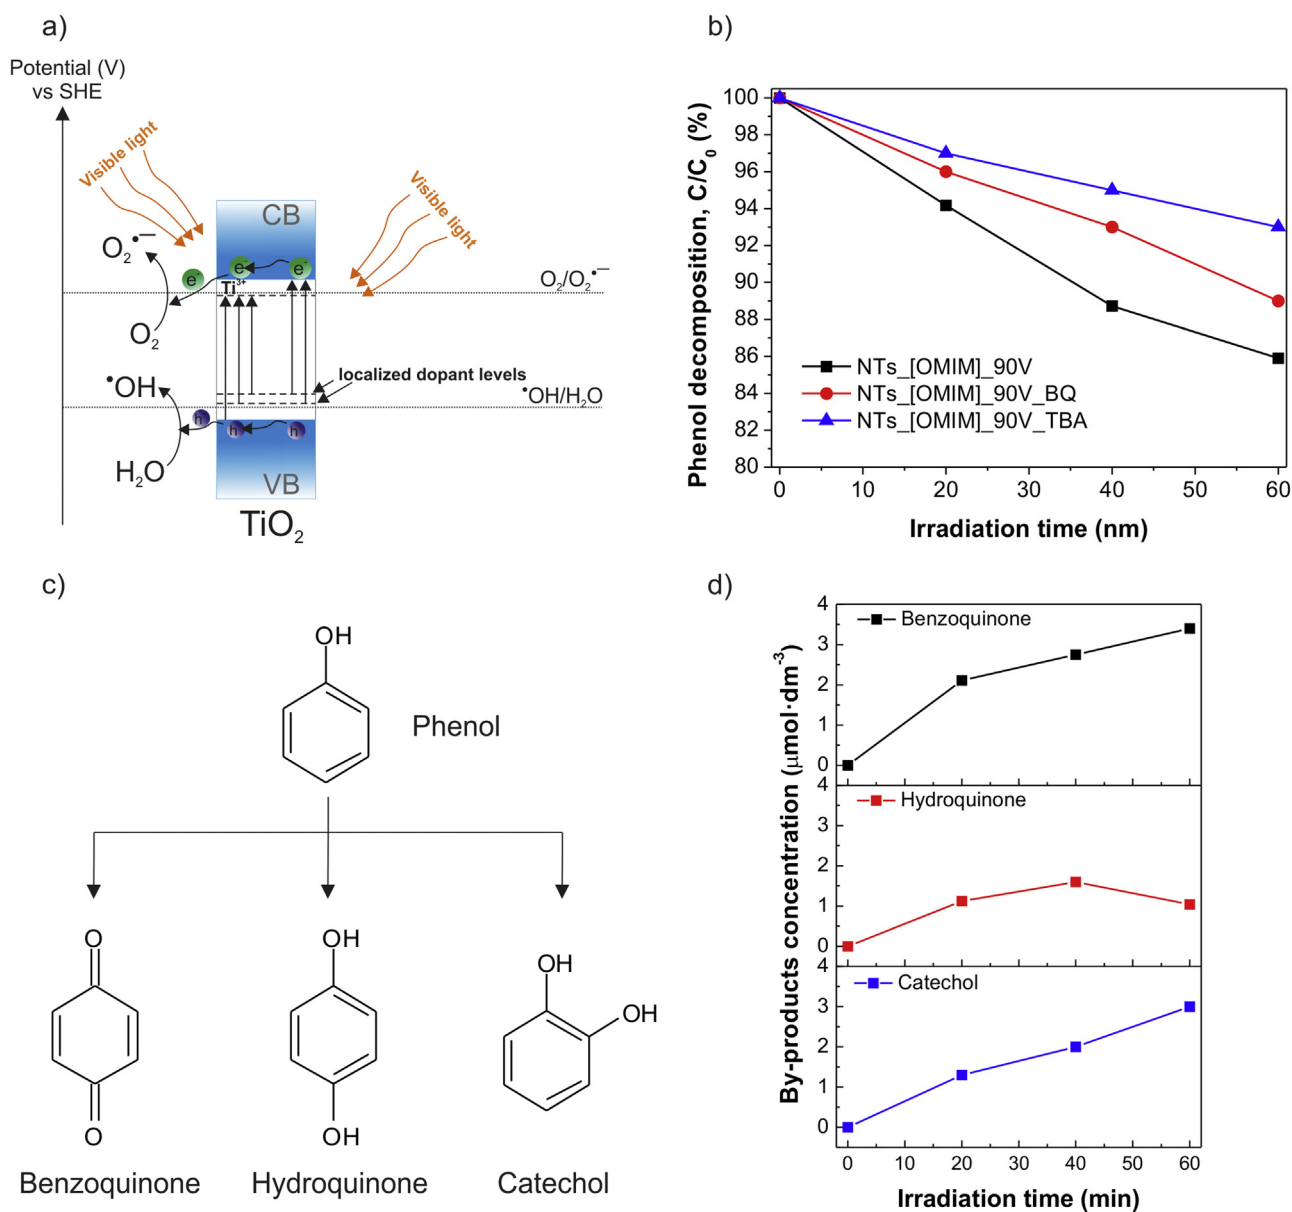 a)
Potential (V)
vs SHE
Visible light
Visible light
CB
O₂•⁻
e⁻
e⁻
e⁻
Ti³⁺
O₂/O₂•⁻
O₂
•OH
localized dopant levels
•OH/H₂O
h
h
h
H₂O
VB
TiO₂
b)
Phenol decomposition, C/C₀ (%)
100
98
96
94
92
90
88
86
84
82
80
NTs_[OMIM]_90V
NTs_[OMIM]_90V_BQ
NTs_[OMIM]_90V_TBA
0 10 20 30 40 50 60
Irradiation time (nm)
c)
OH
Phenol
O
O
Benzoquinone
OH
OH
Hydroquinone
OH
OH
Catechol
d)
By-products concentration (μmol·dm⁻³)
4
3
2
1
0
Benzoquinone
4
3
2
1
0
Hydroquinone
4
3
2
1
0
Catechol
0 10 20 30 40 50 60
Irradiation time (min)